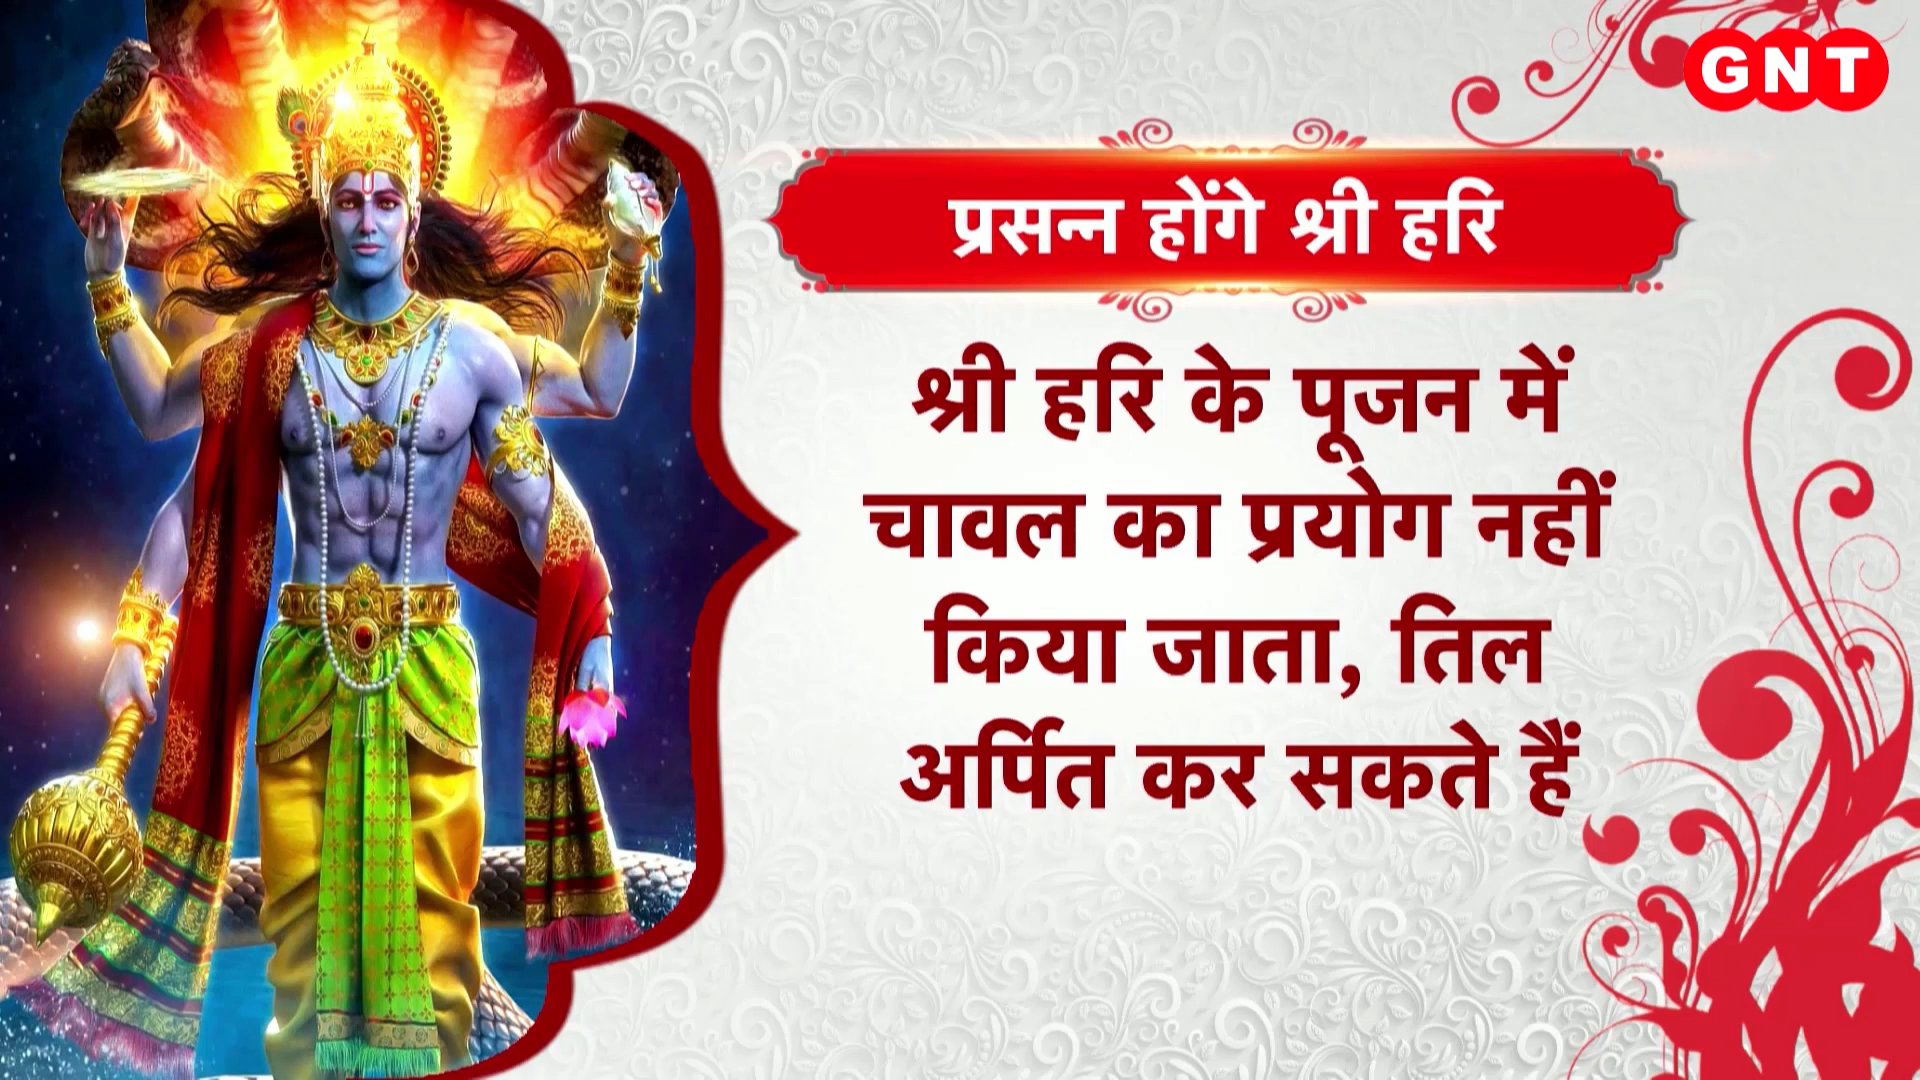 GNT
प्रसन्न होंगे श्री हरि
श्री हरि के पूजन में
चावल का प्रयोग नहीं
किया जाता, तिल
अर्पित कर सकते हैं